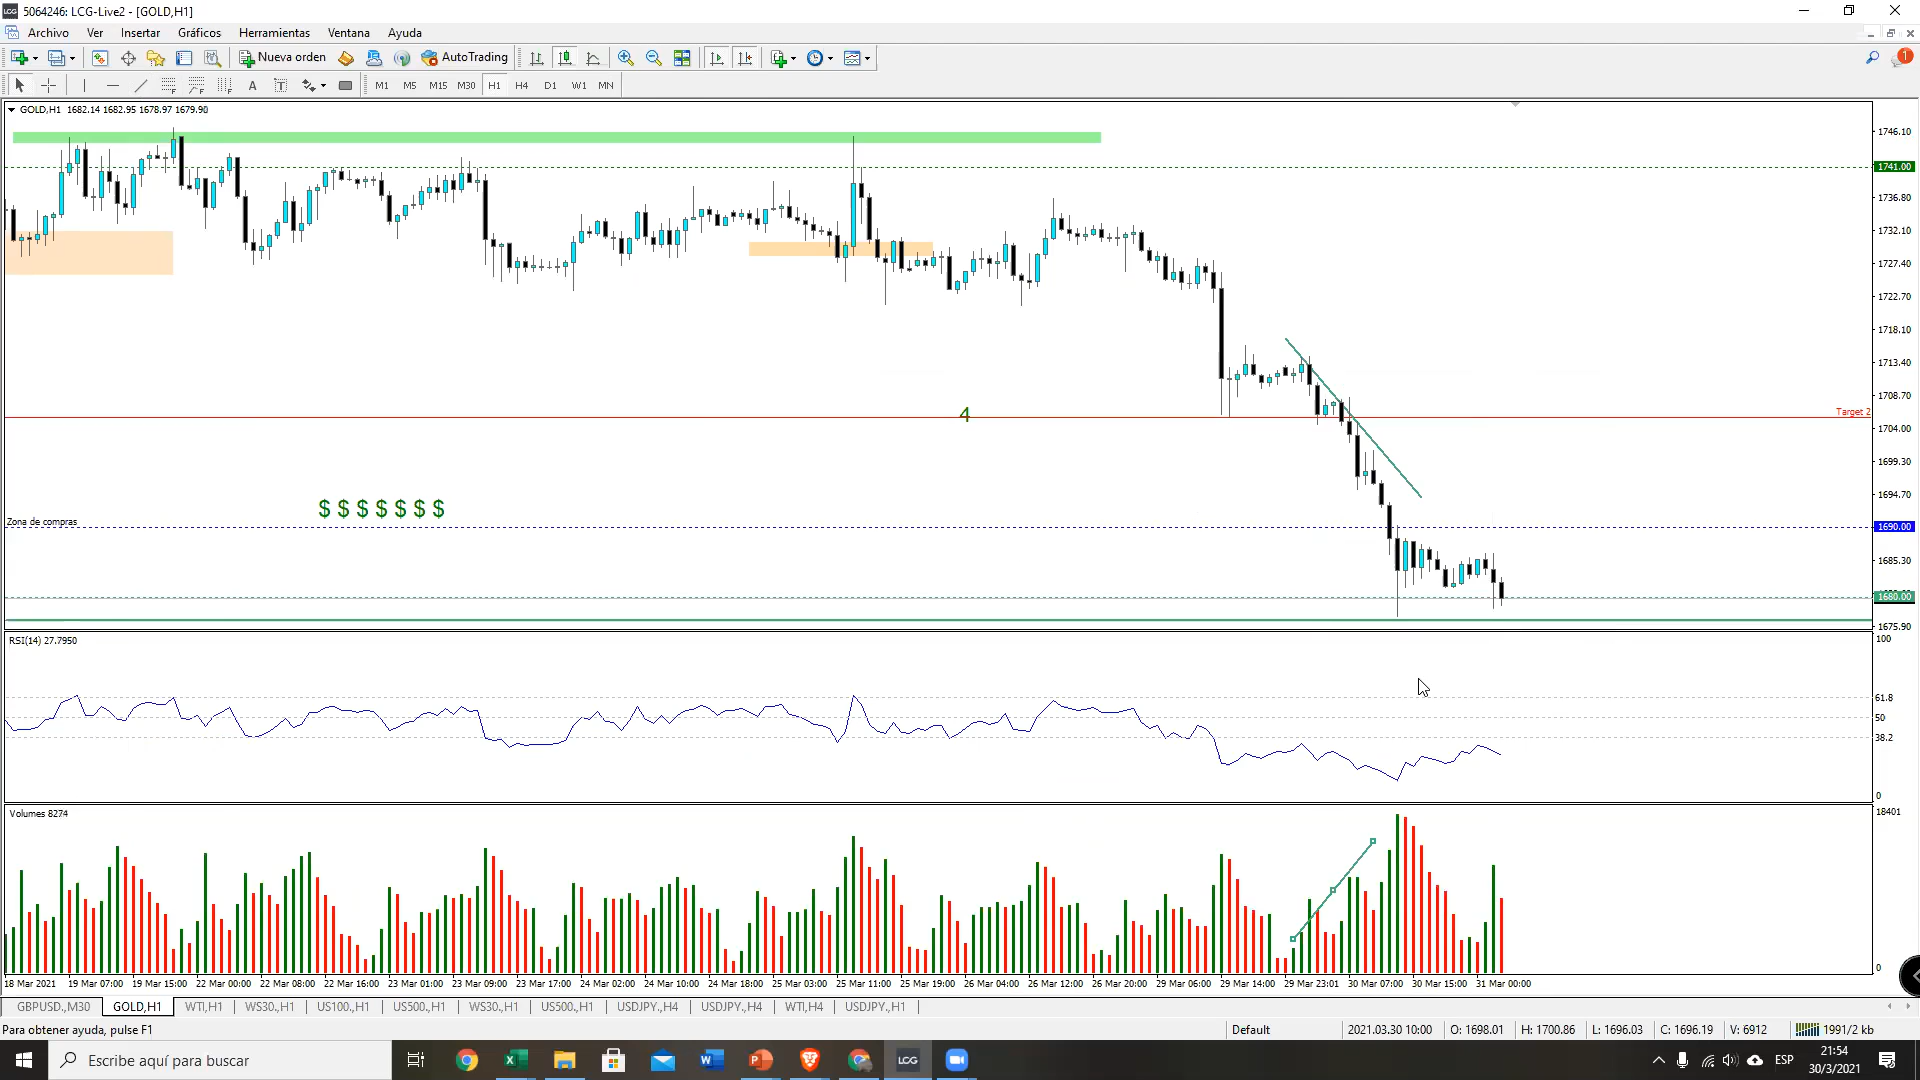 LCG 5064246: LCG-Live2 - [GOLD,H1]
Archivo Ver Insertar Gráficos Herramientas Ventana Ayuda
Nueva orden AutoTrading 1
A T M1 M5 M15 M30 H1 H4 D1 W1 MN
GOLD,H1 1682.14 1682.95 1678.97 1679.90
1746.10
1741.00
1736.80
1732.10
1727.40
1722.70
1718.10
1713.40
1708.70
Target 2
4
1704.00
1699.30
1694.70
$ $ $ $ $ $ $
Zona de compras
1690.00
1685.30
1680.00
1675.90
RSI(14) 27.7950
100
61.8
50
38.2
0
Volumes 8274
18401
0
18 Mar 2021 19 Mar 07:00 19 Mar 15:00 22 Mar 00:00 22 Mar 08:00 22 Mar 16:00 23 Mar 01:00 23 Mar 09:00 23 Mar 17:00 24 Mar 02:00 24 Mar 10:00 24 Mar 18:00 25 Mar 03:00 25 Mar 11:00 25 Mar 19:00 26 Mar 04:00 26 Mar 12:00 26 Mar 20:00 29 Mar 06:00 29 Mar 14:00 29 Mar 23:01 30 Mar 07:00 30 Mar 15:00 31 Mar 00:00
GBPUSD.,M30 GOLD,H1 WTI,H1 WS30.,H1 US100.,H1 US500.,H1 WS30.,H1 US500.,H1 USDJPY.,H4 USDJPY.,H4 WTI,H4 USDJPY.,H1
Para obtener ayuda, pulse F1 Default 2021.03.30 10:00 O: 1698.01 H: 1700.86 L: 1696.03 C: 1696.19 V: 6912 1991/2 kb
Escribe aquí para buscar LCG ESP 21:54
30/3/2021